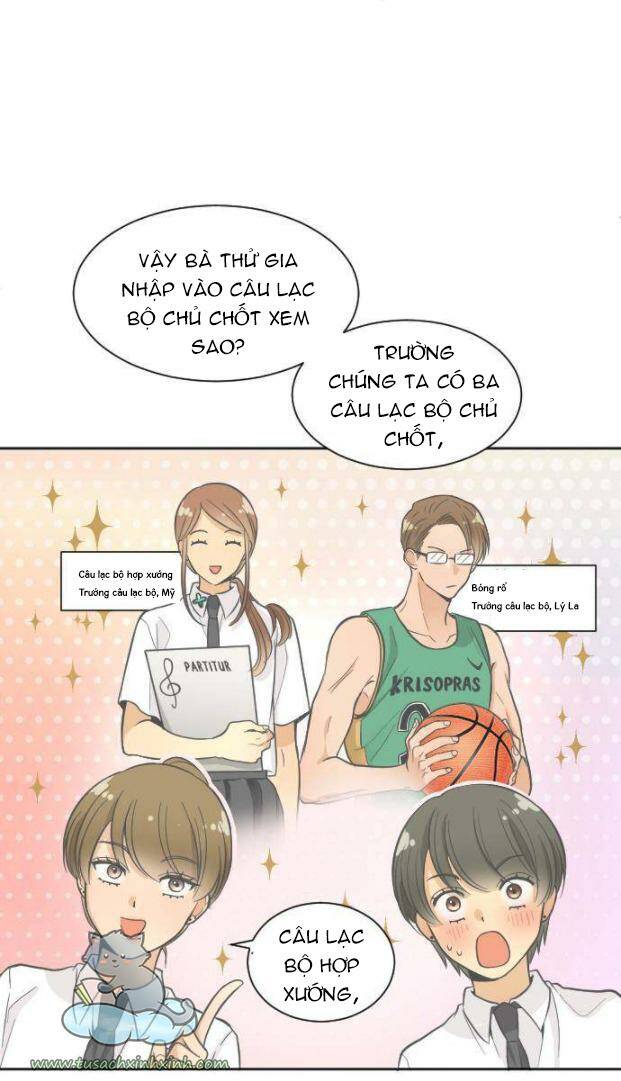 VẬY BÀ THỬ GIA
NHẬP VÀO CÂU LẠC
BỘ CHỦ CHỐT XEM
SAO?
TRƯỜNG
CHÚNG TA CÓ BA
CÂU LẠC BỘ CHỦ
CHỐT,
Câu lạc bộ hợp xướng
Trưởng câu lạc bộ, Mỹ
Bóng rổ
Trưởng câu lạc bộ, Lý La
PARTITUR
KRISOPRAS
CÂU LẠC
BỘ HỢP
XƯỚNG,
www.tusachxinhxinh.com